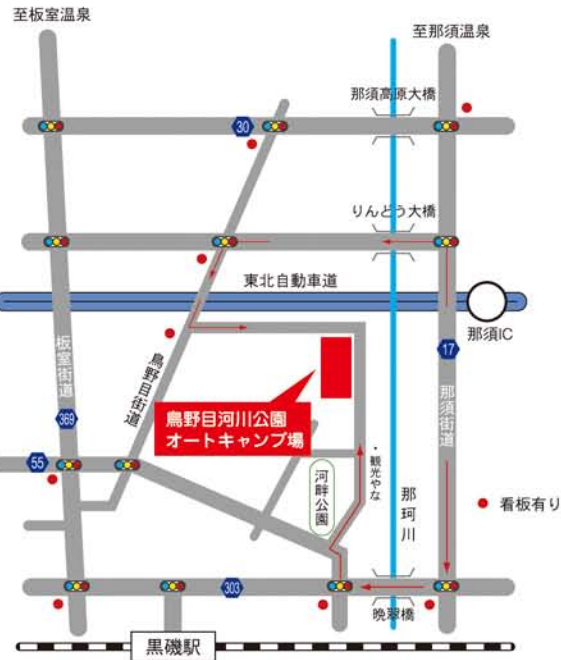 至板室温泉
至那須温泉
那須高原大橋
30
りんどう大橋
東北自動車道
那須IC
17
板室街道
鳥野目街道
那須街道
369
鳥野目河川公園
オートキャンプ場
55
河畔公園
・観光やな
那珂川
看板有り
303
晩翠橋
黒磯駅